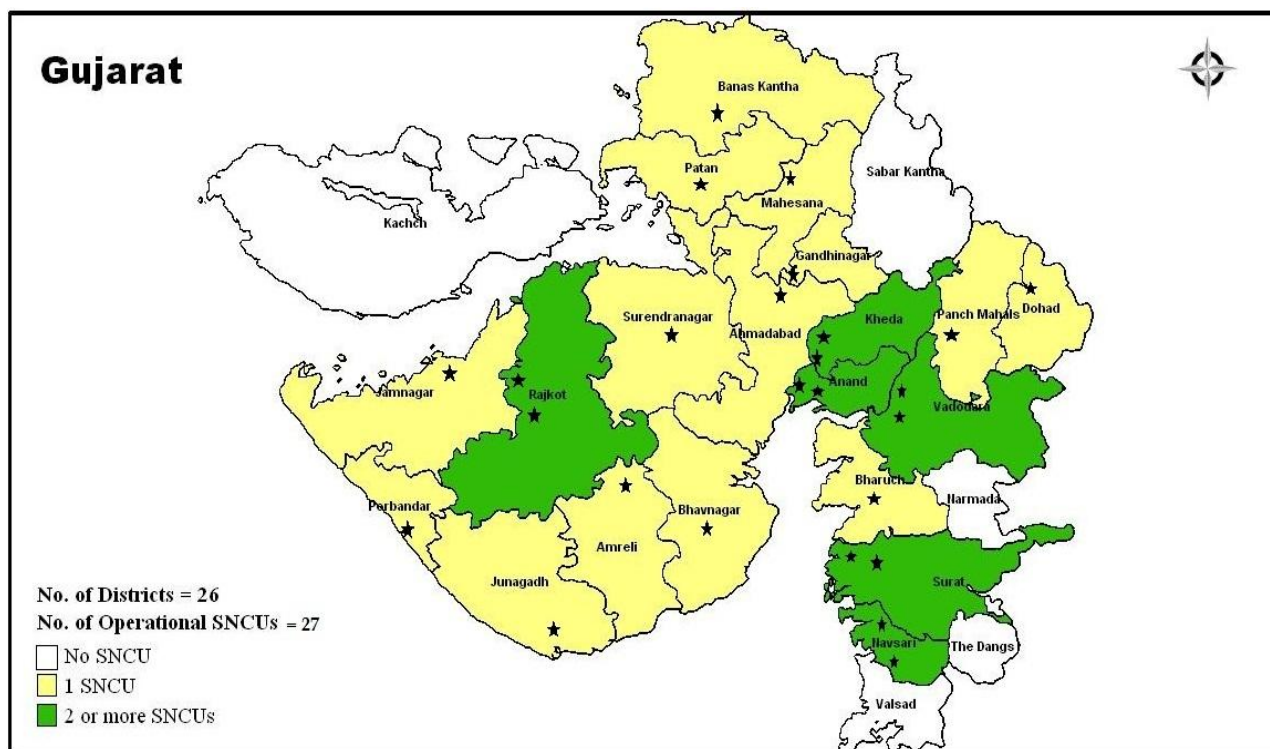 Gujarat
Banas Kantha
Patan
Sabar Kantha
Mahesana
Kachch
Gandhinagar
Surendranagar
Ahmadabad
Kheda
Panch Mahals
Dohad
Jamnagar
Rajkot
Anand
Vadodara
Bharuch
Narmada
Porbandar
Bhavnagar
Amreli
Junagadh
Surat
Navsari
The Dangs
Valsad
No. of Districts = 26
No. of Operational SNCUs = 27
No SNCU
1 SNCU
2 or more SNCUs